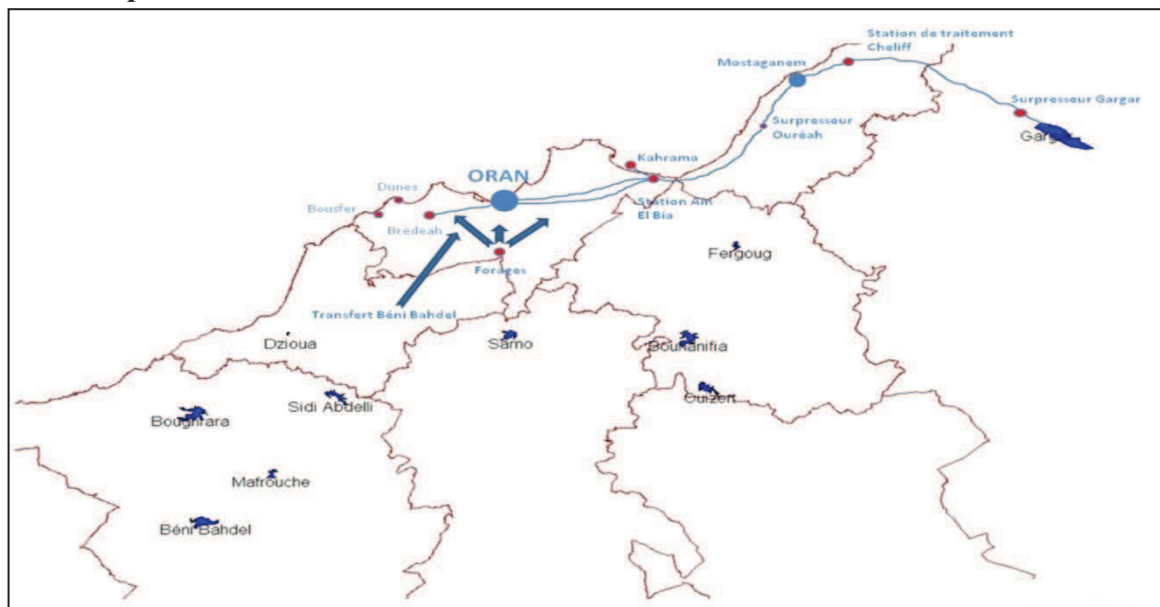 Station de traitement
Cheliff
Mostaganem
Surpresseur Gargar
Garg
Surpresseur
Ouréah
Kahrama
ORAN
Dunes
Bousfer
Brédeah
Station Ain
El Bia
Fergoug
Forages
Transfert Béni Bahdel
Dzioua
Sarno
Bouhanifia
Ouizert
Sidi Abdelli
Boughrara
Mafrouche
Béni Bahdel